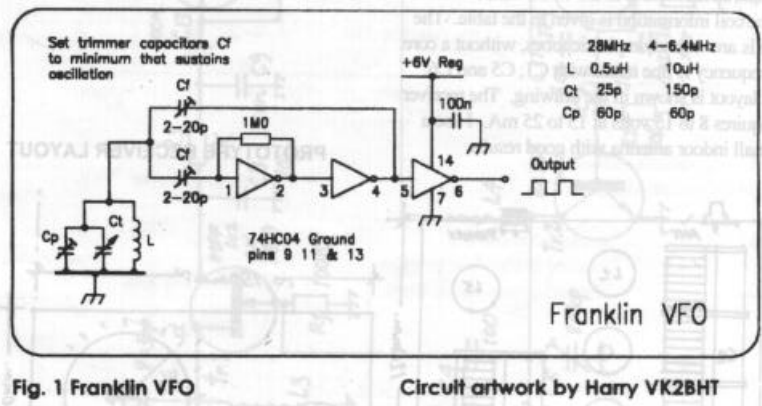 Set trimmer capacitors Cf
to minimum that sustains
oscillation
28MHz 4-6.4MHz
L 0.5uH 10uH
Ct 25p 150p
Cp 60p 60p
+6V Reg
100n
Cf
2-20p
1M0
Cf
2-20p
1 2 3 4 5 6
14
7
Output
Cp Ct L
74HC04 Ground
pins 9 11 & 13
Franklin VFO
Fig. 1 Franklin VFO
Circuit artwork by Harry VK2BHT